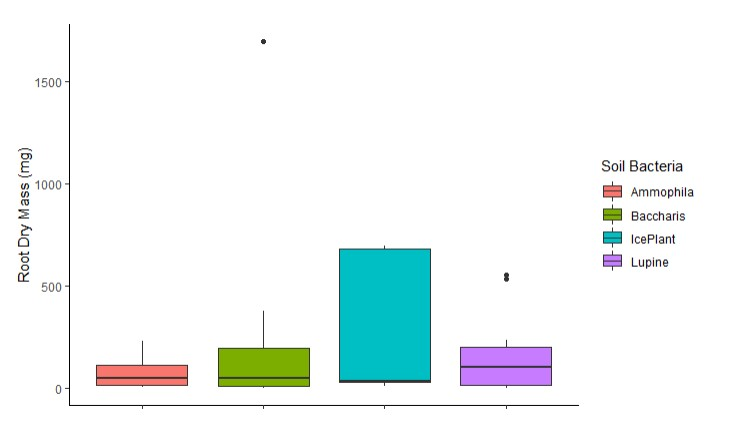 Root Dry Mass (mg)
1500
1000
500
0
Soil Bacteria
Ammophila
Baccharis
IcePlant
Lupine